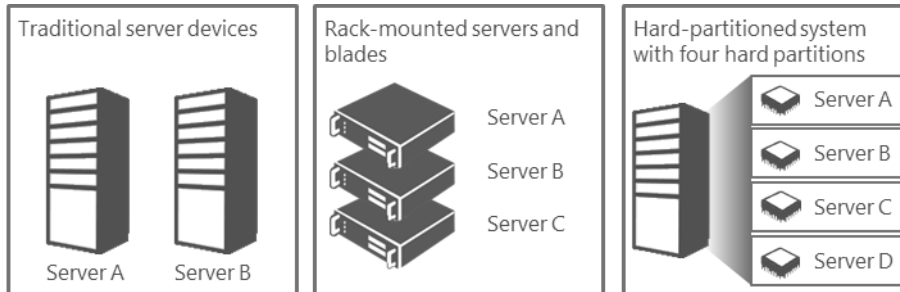 Traditional server devices
Server A
Server B
Rack-mounted servers and
blades
Server A
Server B
Server C
Hard-partitioned system
with four hard partitions
Server A
Server B
Server C
Server D